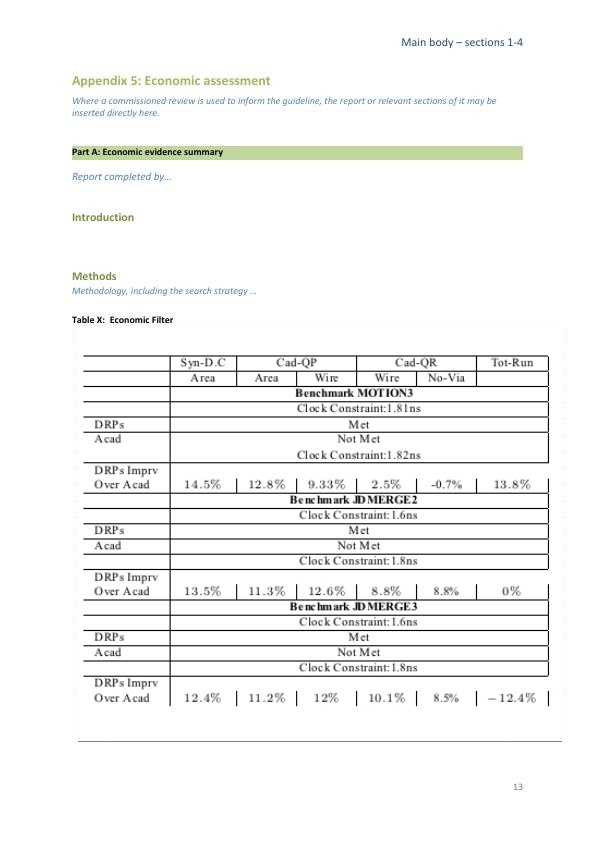 Main body – sections 1-4
Appendix 5: Economic assessment
Where a commissioned review is used to inform the guideline, the report or relevant sections of it may be
inserted directly here.
Part A: Economic evidence summary
Report completed by…
Introduction
Methods
Methodology, including the search strategy …
Table X: Economic Filter
Syn-D.C Cad-QP Cad-QR Tot-Run
Area Area Wire Wire No-Via
Benchmark MOTION3
Clock Constraint:1.81ns
DRPs Met
Acad Not Met
Clock Constraint:1.82ns
DRPs Imprv
Over Acad 14.5% 12.8% 9.33% 2.5% -0.7% 13.8%
Benchmark JDMERGE2
Clock Constraint:1.6ns
DRPs Met
Acad Not Met
Clock Constraint:1.8ns
DRPs Imprv
Over Acad 13.5% 11.3% 12.6% 8.8% 8.8% 0%
Benchmark JDMERGE3
Clock Constraint:1.6ns
DRPs Met
Acad Not Met
Clock Constraint:1.8ns
DRPs Imprv
Over Acad 12.4% 11.2% 12% 10.1% 8.5% −12.4%
13